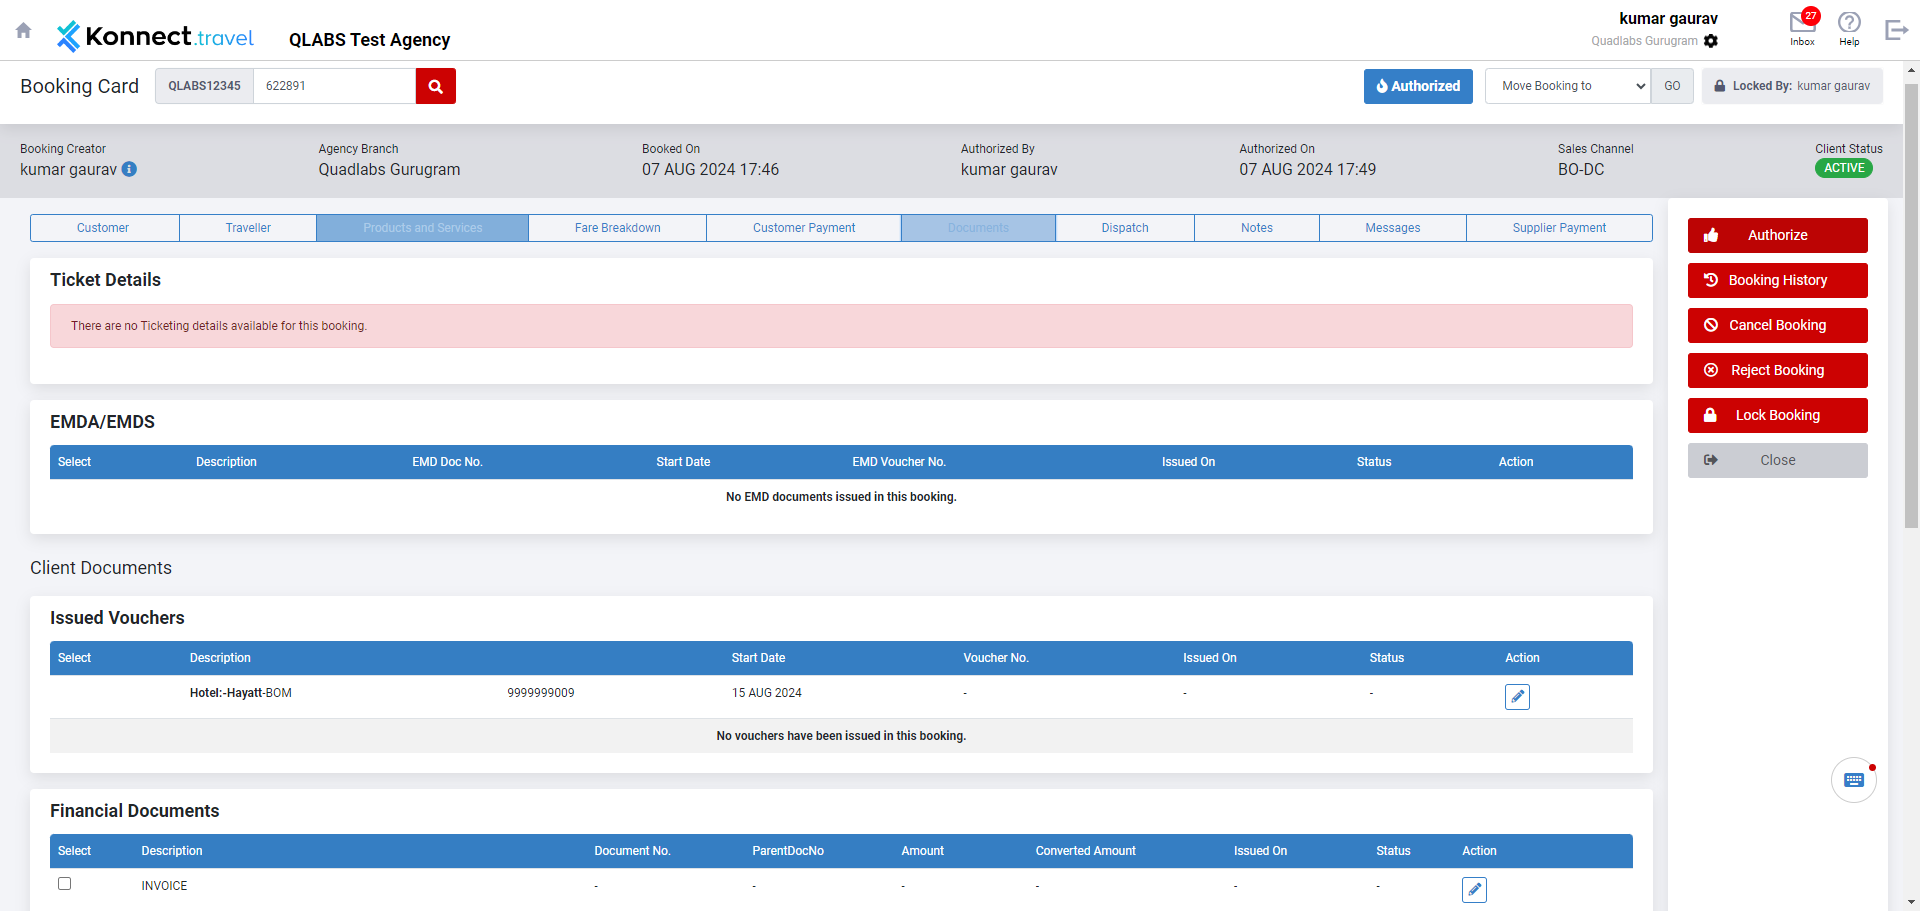 Konnect.travel
QLABS Test Agency
kumar gaurav
Quadlabs Gurugram
27
Inbox
Help
Booking Card
QLABS12345
622891
Authorized
Move Booking to
GO
Locked By: kumar gaurav
Booking Creator
kumar gaurav
Agency Branch
Quadlabs Gurugram
Booked On
07 AUG 2024 17:46
Authorized By
kumar gaurav
Authorized On
07 AUG 2024 17:49
Sales Channel
BO-DC
Client Status
ACTIVE
Customer
Traveller
Products and Services
Fare Breakdown
Customer Payment
Documents
Dispatch
Notes
Messages
Supplier Payment
Authorize
Booking History
Cancel Booking
Reject Booking
Lock Booking
Close
Ticket Details
There are no Ticketing details available for this booking.
EMDA/EMDS
Select Description EMD Doc No. Start Date EMD Voucher No. Issued On Status Action
No EMD documents issued in this booking.
Client Documents
Issued Vouchers
Select Description Start Date Voucher No. Issued On Status Action
Hotel:-Hayatt-BOM 9999999009 15 AUG 2024 - - -
No vouchers have been issued in this booking.
Financial Documents
Select Description Document No. ParentDocNo Amount Converted Amount Issued On Status Action
INVOICE - - - - - -